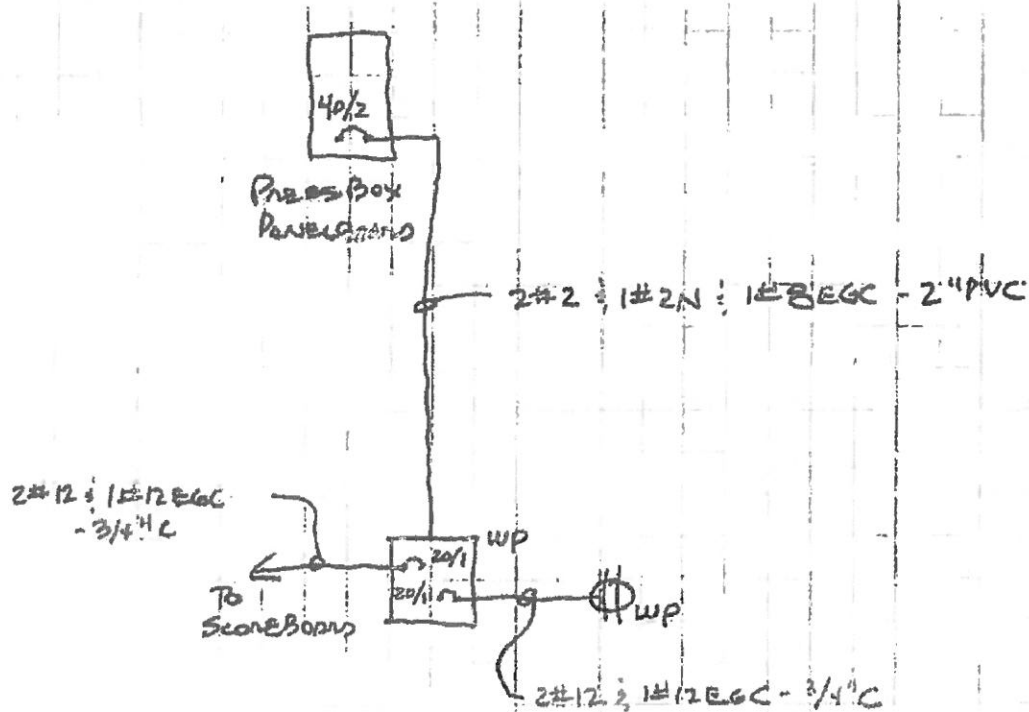 40/2
Press Box
Panelboard
2#2 & 1#2N & 1#8EGC - 2"PVC
2#12 & 1#12EGC
- 3/4"C
WP
20/1
20/1
To
Scoreboard
WP
2#12 & 1#12EGC - 3/4"C